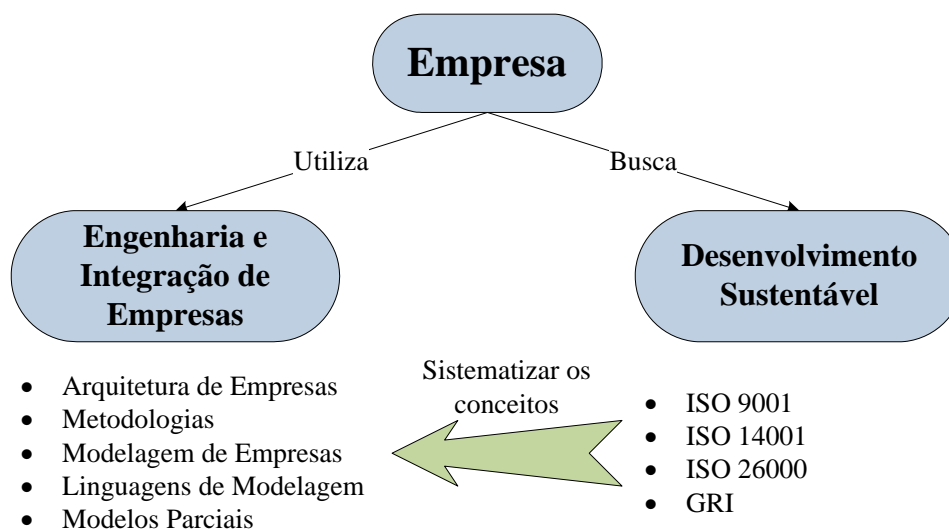 Empresa
Utiliza
Busca
Engenharia e
Integração de
Empresas
Desenvolvimento
Sustentável
• Arquitetura de Empresas
• Metodologias
• Modelagem de Empresas
• Linguagens de Modelagem
• Modelos Parciais
Sistematizar os
conceitos
• ISO 9001
• ISO 14001
• ISO 26000
• GRI